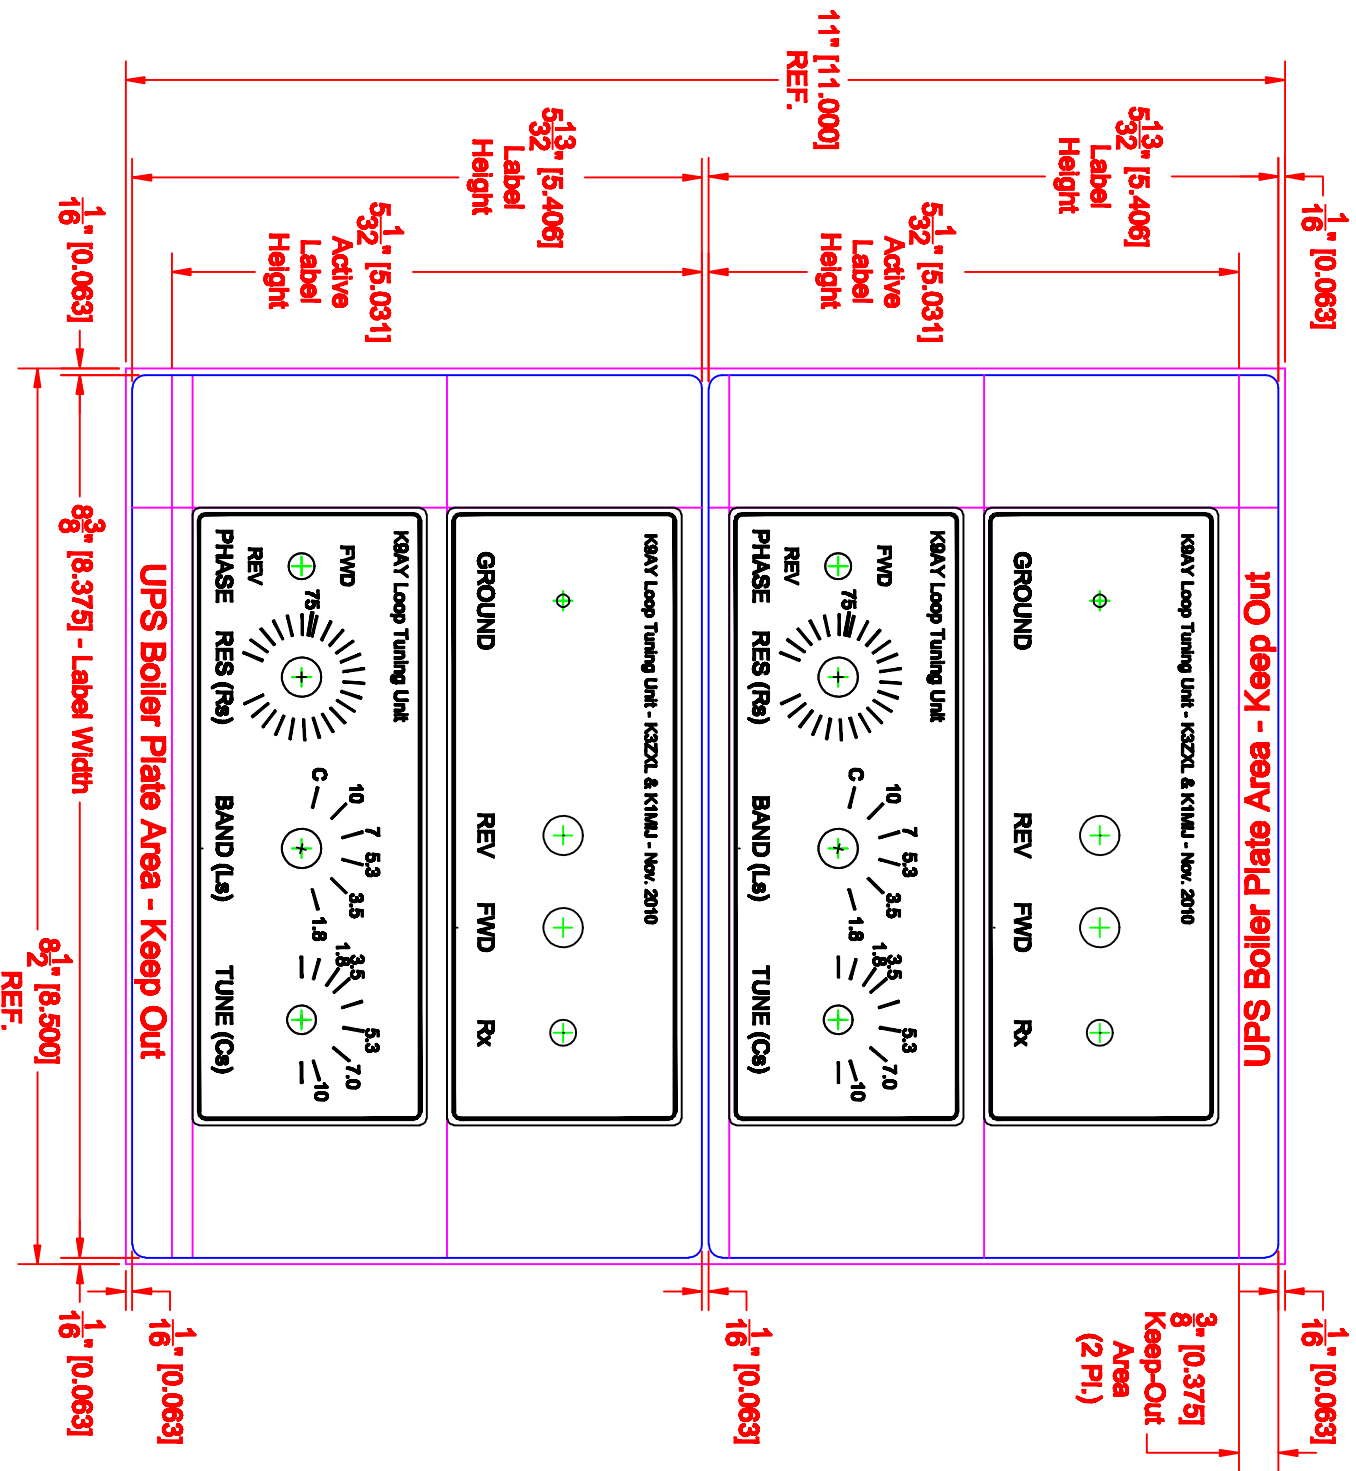 1/16" [0.063]
1/16" [0.063]
3/8" [0.375]
Keep-Out
Area
(2 Pl.)
UPS Boiler Plate Area - Keep Out
5 13/32" [5.406]
Label
Height
K9AY Loop Tuning Unit - K3ZXL & K1MIJ - Nov. 2010
GROUND REV FWD Rx
5 1/32" [5.031]
Active
Label
Height
11" [11.000]
REF.
K9AY Loop Tuning Unit
FWD
REV
75
C 10 7 5.3 3.5 1.8
1.8 3.5 5.3 7.0 10
PHASE RES (Rs) BAND (Ls) TUNE (Cs)
1/16" [0.063]
5 13/32" [5.406]
Label
Height
K9AY Loop Tuning Unit - K3ZXL & K1MIJ - Nov. 2010
GROUND REV FWD Rx
5 1/32" [5.031]
Active
Label
Height
K9AY Loop Tuning Unit
FWD
REV
75
C 10 7 5.3 3.5 1.8
1.8 3.5 5.3 7.0 10
PHASE RES (Rs) BAND (Ls) TUNE (Cs)
UPS Boiler Plate Area - Keep Out
1/16" [0.063]
1/16" [0.063]
8 3/8" [8.375] - Label Width
1/16" [0.063]
8 1/2" [8.500]
REF.